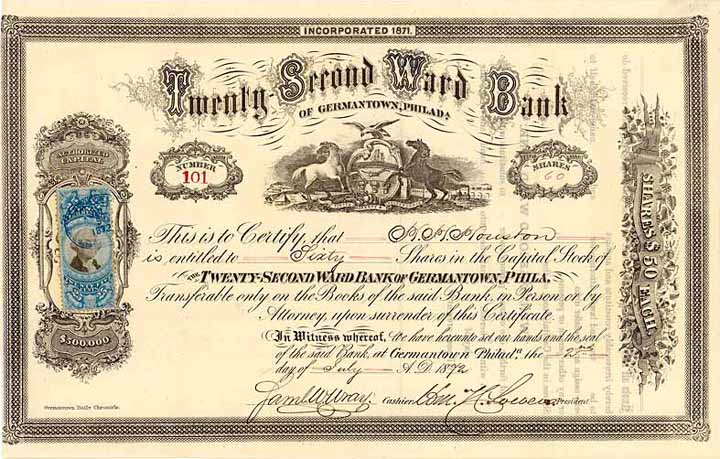 INCORPORATED 1871.
Twenty-Second Ward Bank
OF GERMANTOWN, PHILADA
AUTHORIZED CAPITAL
$500,000
NUMBER
101
SHARES
60
SHARES $50 EACH.
This is to Certify, that H. H. Houston
is entitled to Sixty Shares in the Capital Stock of
THE TWENTY-SECOND WARD BANK OF GERMANTOWN, PHILA.
Transferable only on the Books of the said Bank, in Person or by
Attorney, upon surrender of this Certificate.
In Witness whereof, We have hereunto set our hands and the seal
of the said Bank, at Germantown Philada. the
day of July A.D. 1872
Cashier. President.
Germantown Daily Chronicle.